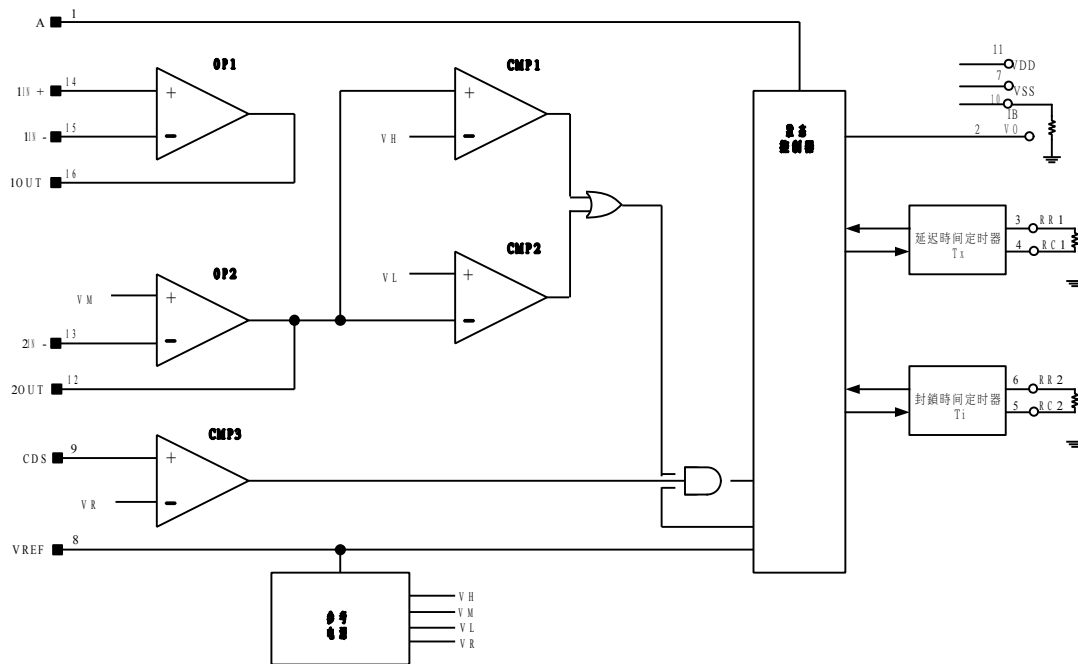 A 1
OP1
1IN + 14
1IN - 15
1OUT 16
+
-
CMP1
+
-
VH
OP2
VM
+
-
2IN - 13
2OUT 12
CMP2
VL
+
-
CMP3
CDS 9
+
VR
-
VREF 8
VH
VM
VL
VR
控制器
11 VDD
7 VSS
10 IB
2 VO
延迟時间定时器
Tx
3 RR1
4 RC1
封鎖時间定时器
Ti
6 RR2
5 RC2